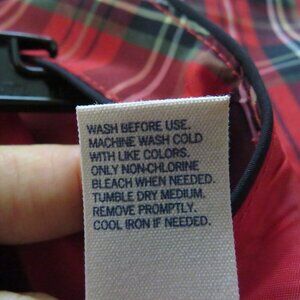 WASH BEFORE USE.
MACHINE WASH COLD
WITH LIKE COLORS.
ONLY NON-CHLORINE
BLEACH WHEN NEEDED.
TUMBLE DRY MEDIUM.
REMOVE PROMPTLY.
COOL IRON IF NEEDED.